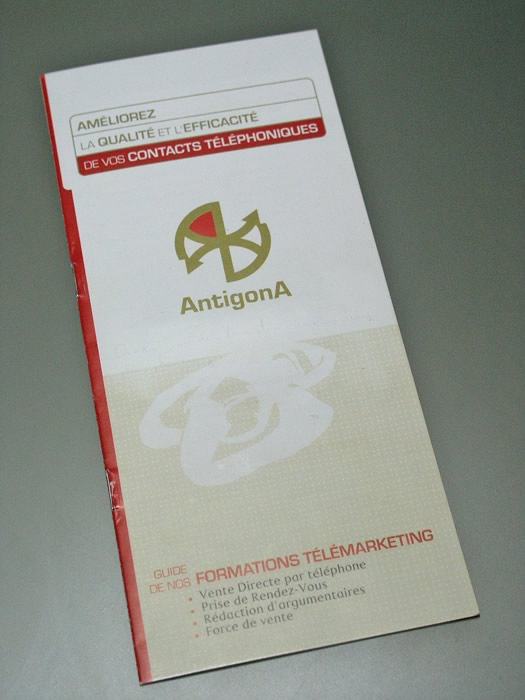 AMÉLIOREZ
LA QUALITÉ ET L'EFFICACITÉ
DE VOS CONTACTS TÉLÉPHONIQUES
AntigonA
GUIDE
DE NOS FORMATIONS TÉLÉMARKETING
• Vente Directe par téléphone
• Prise de Rendez-Vous
• Rédaction d'argumentaires
• Force de vente